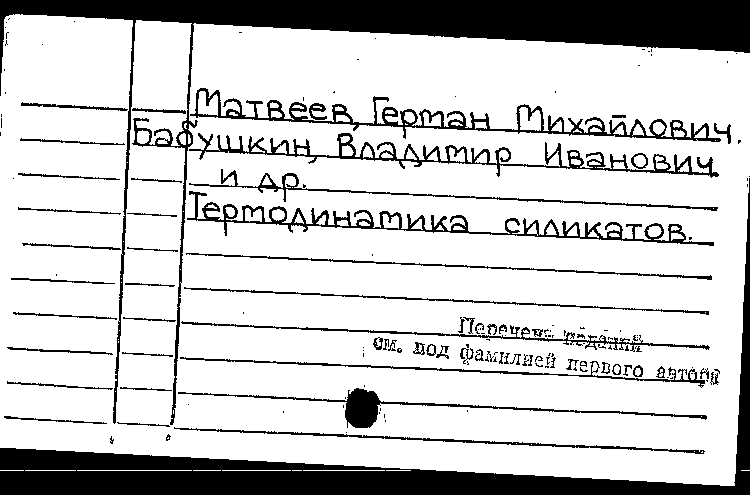 Матвеев, Герман Михайлович.
Бабушкин, Владимир Иванович
и др.
Термодинамика силикатов.
Перечень изданий
см. под фамилией первого автора